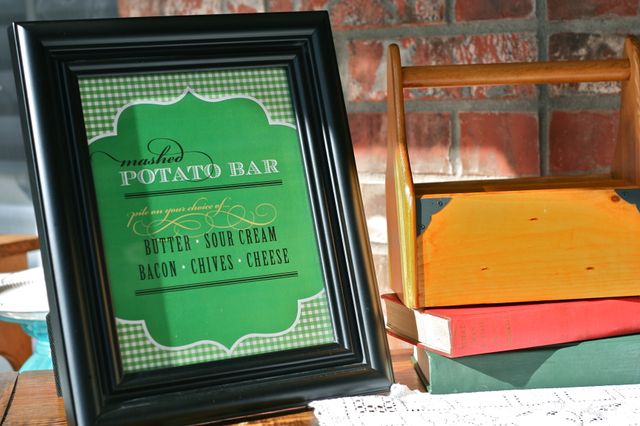 mashed
POTATO BAR
pile on your choice of
BUTTER • SOUR CREAM
BACON • CHIVES • CHEESE